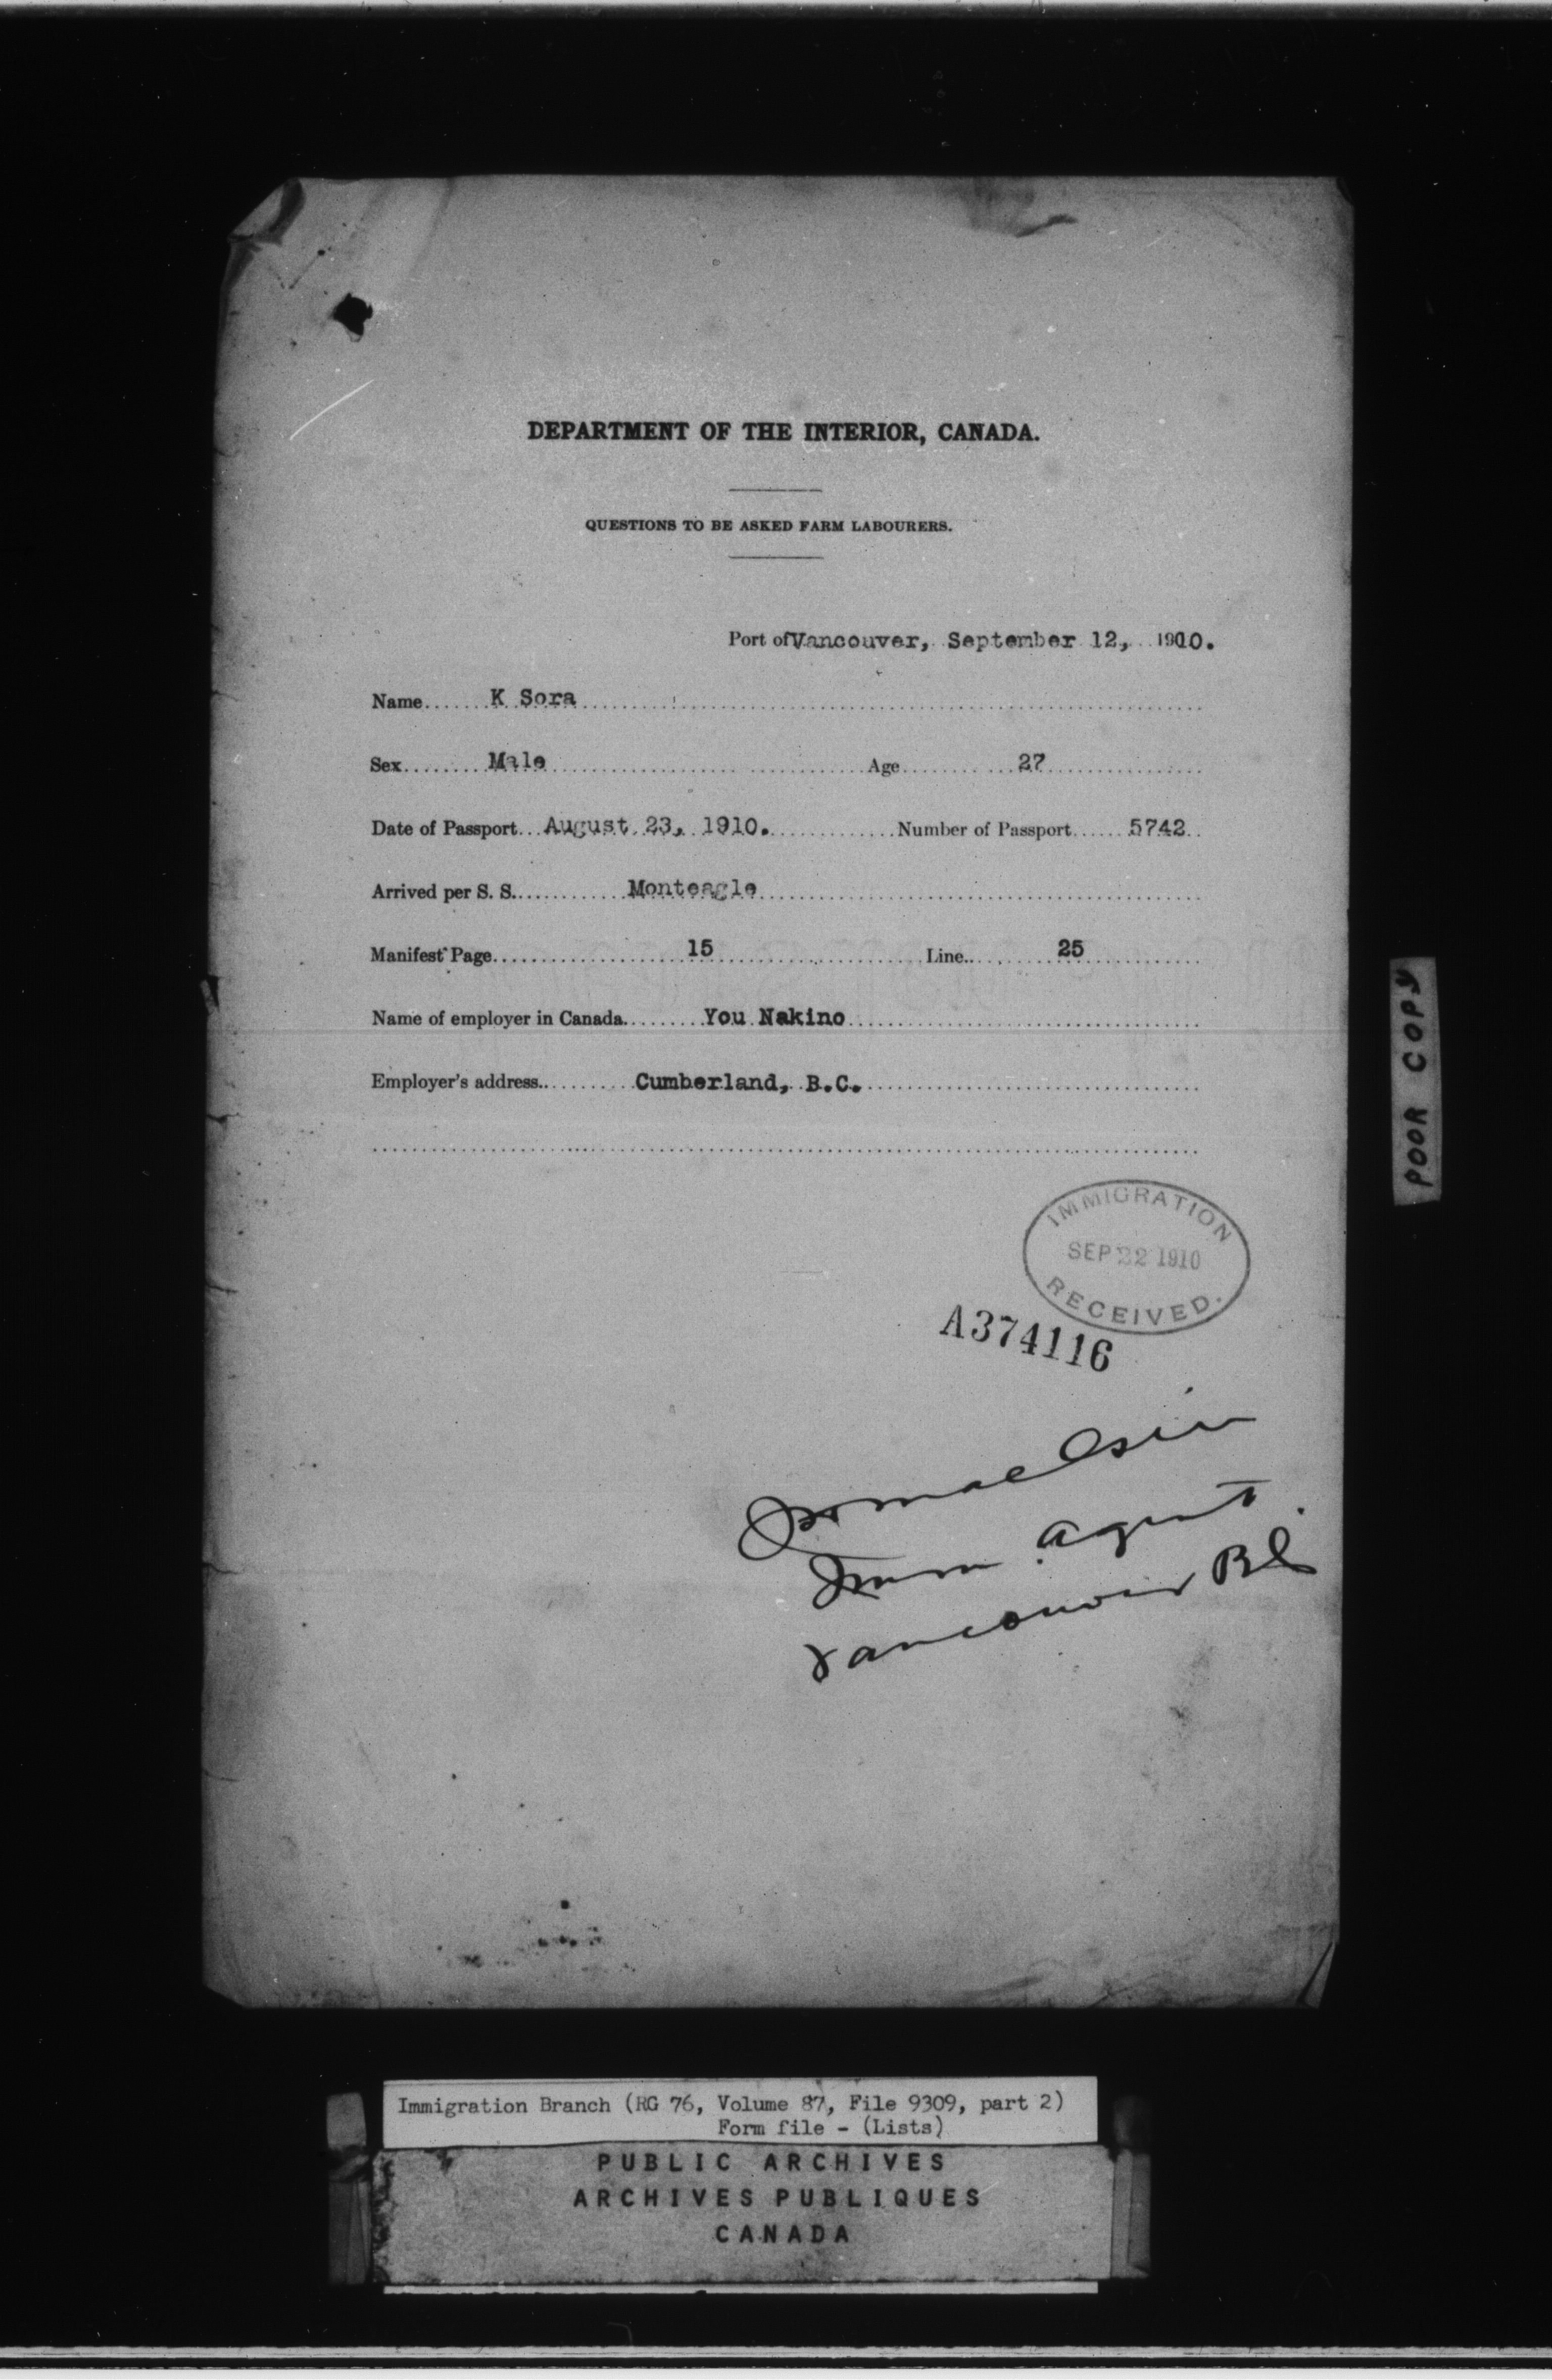 DEPARTMENT OF THE INTERIOR, CANADA.
QUESTIONS TO BE ASKED FARM LABOURERS.
Port of Vancouver, September 12, 1910.
Name K Sora
Sex Male Age 27
Date of Passport August 23, 1910. Number of Passport 5742
Arrived per S. S. Monteagle
Manifest Page 15 Line 25
Name of employer in Canada You Nakino
Employer's address Cumberland, B.C.
IMMIGRATION
SEP 22 1910
RECEIVED.
A374116
Imm. agent
Vancouver BC
POOR COPY
Immigration Branch (RG 76, Volume 87, File 9309, part 2)
Form file - (Lists)
PUBLIC ARCHIVES
ARCHIVES PUBLIQUES
CANADA